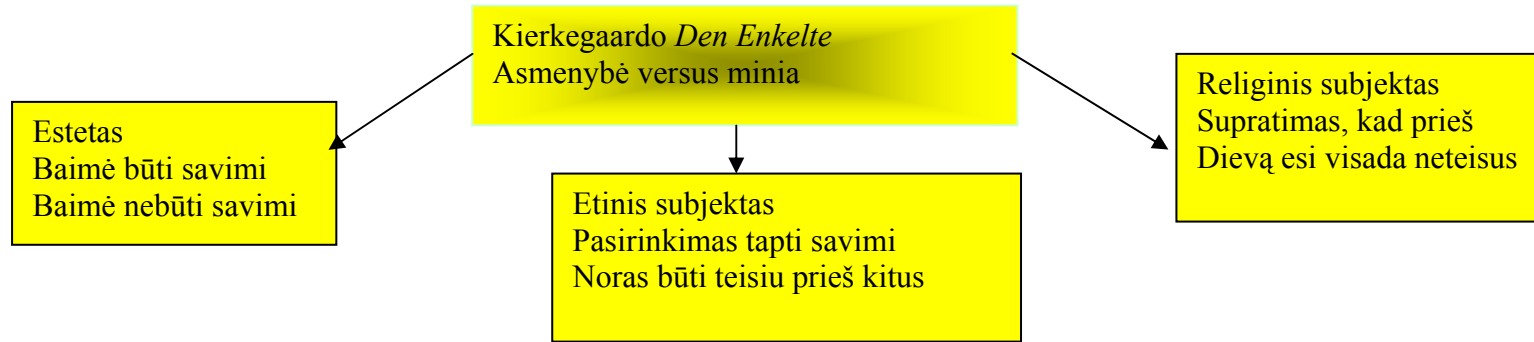 Kierkegaardo Den Enkelte
Asmenybė versus minia
Estetas
Baimė būti savimi
Baimė nebūti savimi
Etinis subjektas
Pasirinkimas tapti savimi
Noras būti teisiu prieš kitus
Religinis subjektas
Supratimas, kad prieš
Dievą esi visada neteisus